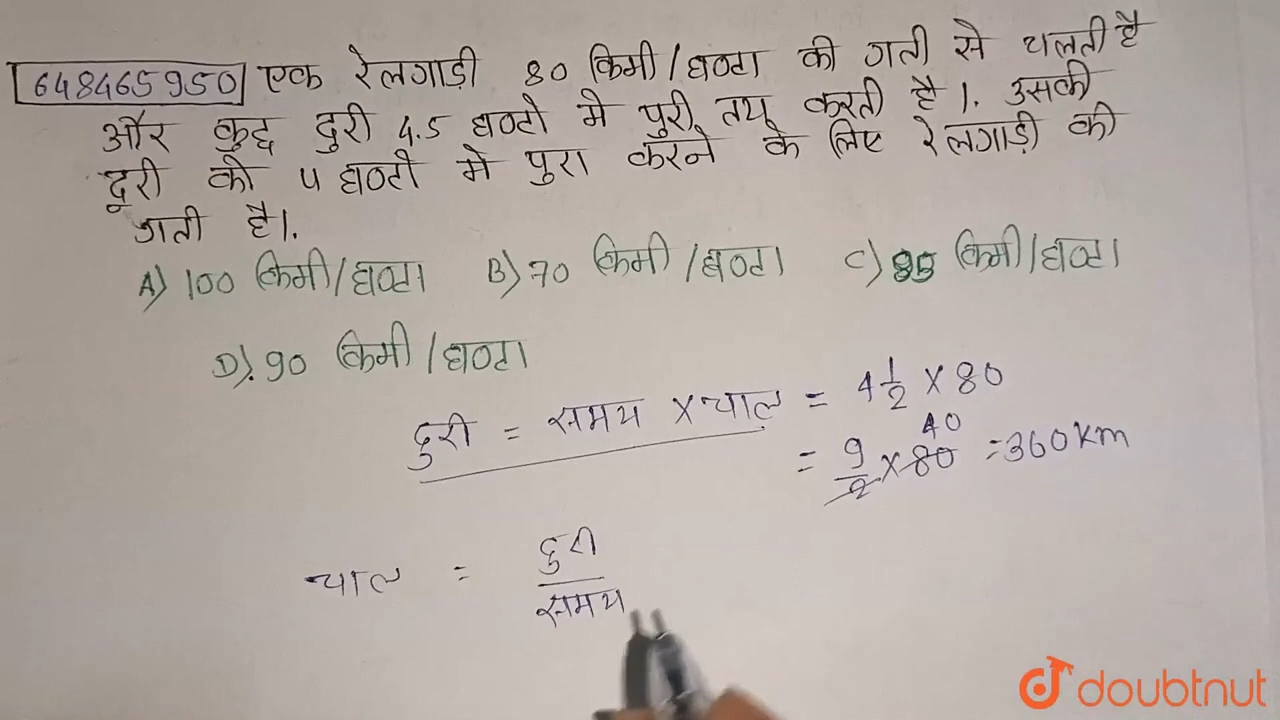 648465950 एक रेलगाड़ी 80 किमी/घण्टा की गती से चलती है
और कुछ दुरी 4.5 घण्टो मे पुरी तय करती है। उसकी
दूरी को 4 घण्टो मे पुरा करने के लिए रेलगाड़ी की
गती है।
A) 100 किमी/घण्टा B) 70 किमी/घण्टा C) 85 किमी/घण्टा
D) 90 किमी/घण्टा
दुरी = समय × चाल = 4 1/2 × 80
40
= 9/2 × 80 = 360 km
चाल = दुरी/समय
doubtnut